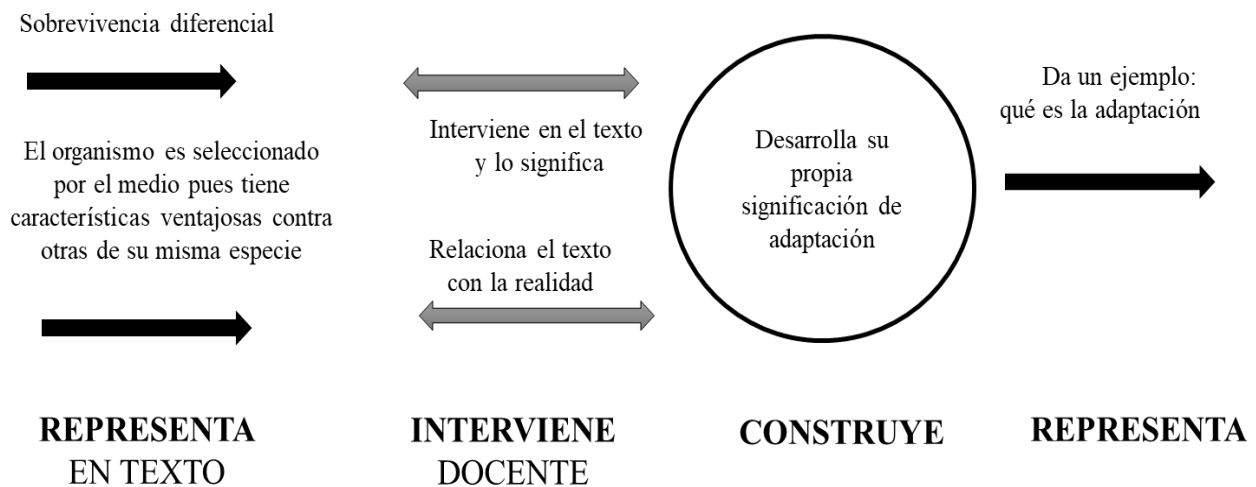 Sobrevivencia diferencial
El organismo es seleccionado
por el medio pues tiene
características ventajosas contra
otras de su misma especie
Interviene en el texto
y lo significa
Relaciona el texto
con la realidad
Desarrolla su
propia
significación de
adaptación
Da un ejemplo:
qué es la adaptación
REPRESENTA
EN TEXTO
INTERVIENE
DOCENTE
CONSTRUYE
REPRESENTA